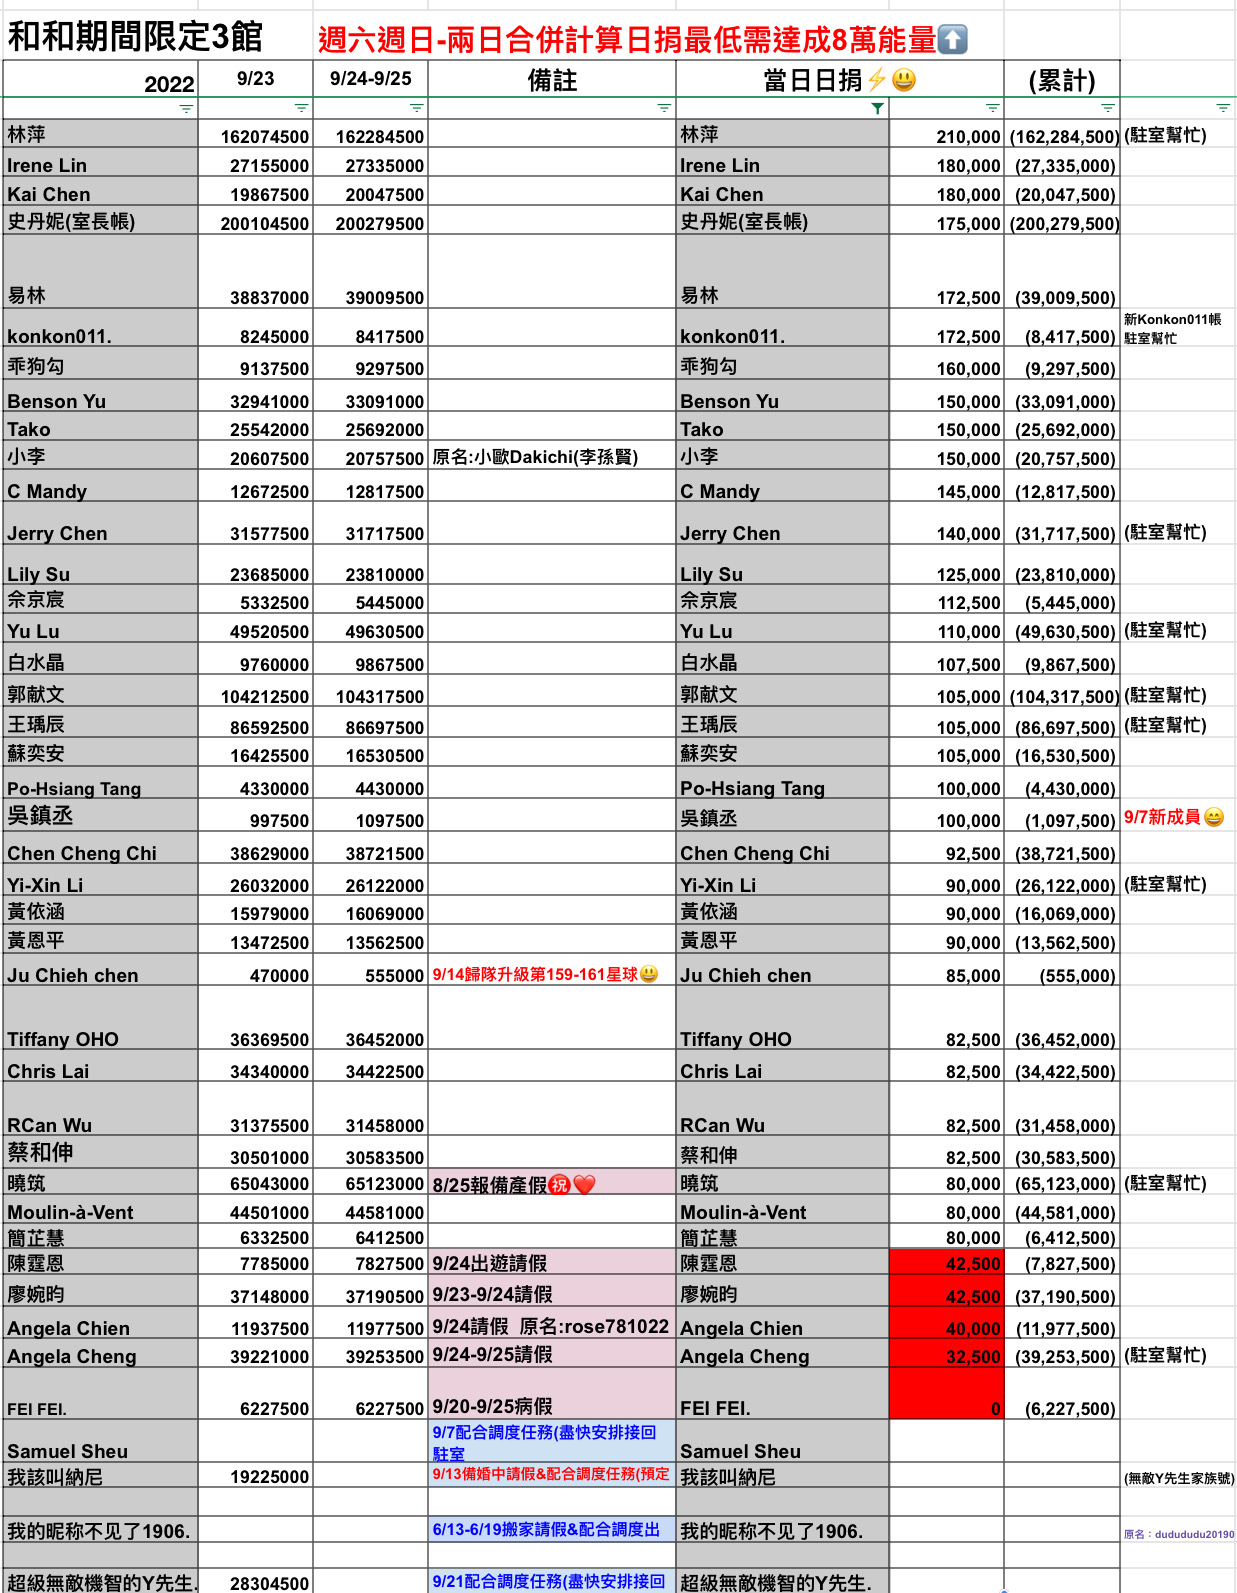 和和期間限定3館 週六週日-兩日合併計算日捐最低需達成8萬能量⬆️
2022 9/23 9/24-9/25 備註 當日日捐⚡😃 (累計)
林萍 162074500 162284500 林萍 210,000 (162,284,500) (駐室幫忙)
Irene Lin 27155000 27335000 Irene Lin 180,000 (27,335,000)
Kai Chen 19867500 20047500 Kai Chen 180,000 (20,047,500)
史丹妮(室長帳) 200104500 200279500 史丹妮(室長帳) 175,000 (200,279,500)
易林 38837000 39009500 易林 172,500 (39,009,500)
konkon011. 8245000 8417500 konkon011. 172,500 (8,417,500) 新Konkon011帳
駐室幫忙
乖狗勾 9137500 9297500 乖狗勾 160,000 (9,297,500)
Benson Yu 32941000 33091000 Benson Yu 150,000 (33,091,000)
Tako 25542000 25692000 Tako 150,000 (25,692,000)
小李 20607500 20757500 原名:小歐Dakichi(李孫賢) 小李 150,000 (20,757,500)
C Mandy 12672500 12817500 C Mandy 145,000 (12,817,500)
Jerry Chen 31577500 31717500 Jerry Chen 140,000 (31,717,500) (駐室幫忙)
Lily Su 23685000 23810000 Lily Su 125,000 (23,810,000)
佘京宸 5332500 5445000 佘京宸 112,500 (5,445,000)
Yu Lu 49520500 49630500 Yu Lu 110,000 (49,630,500) (駐室幫忙)
白水晶 9760000 9867500 白水晶 107,500 (9,867,500)
郭献文 104212500 104317500 郭献文 105,000 (104,317,500) (駐室幫忙)
王瑀辰 86592500 86697500 王瑀辰 105,000 (86,697,500) (駐室幫忙)
蘇奕安 16425500 16530500 蘇奕安 105,000 (16,530,500)
Po-Hsiang Tang 4330000 4430000 Po-Hsiang Tang 100,000 (4,430,000)
吳鎮丞 997500 1097500 吳鎮丞 100,000 (1,097,500) 9/7新成員😄
Chen Cheng Chi 38629000 38721500 Chen Cheng Chi 92,500 (38,721,500)
Yi-Xin Li 26032000 26122000 Yi-Xin Li 90,000 (26,122,000) (駐室幫忙)
黃依涵 15979000 16069000 黃依涵 90,000 (16,069,000)
黃恩平 13472500 13562500 黃恩平 90,000 (13,562,500)
Ju Chieh chen 470000 555000 9/14歸隊升級第159-161星球😃 Ju Chieh chen 85,000 (555,000)
Tiffany OHO 36369500 36452000 Tiffany OHO 82,500 (36,452,000)
Chris Lai 34340000 34422500 Chris Lai 82,500 (34,422,500)
RCan Wu 31375500 31458000 RCan Wu 82,500 (31,458,000)
蔡和伸 30501000 30583500 蔡和伸 82,500 (30,583,500)
曉筑 65043000 65123000 8/25報備產假㊗️❤️ 曉筑 80,000 (65,123,000) (駐室幫忙)
Moulin-à-Vent 44501000 44581000 Moulin-à-Vent 80,000 (44,581,000)
簡芷慧 6332500 6412500 簡芷慧 80,000 (6,412,500)
陳霆恩 7785000 7827500 9/24出遊請假 陳霆恩 42,500 (7,827,500)
廖婉昀 37148000 37190500 9/23-9/24請假 廖婉昀 42,500 (37,190,500)
Angela Chien 11937500 11977500 9/24請假 原名:rose781022 Angela Chien 40,000 (11,977,500)
Angela Cheng 39221000 39253500 9/24-9/25請假 Angela Cheng 32,500 (39,253,500) (駐室幫忙)
FEI FEI. 6227500 6227500 9/20-9/25病假 FEI FEI. 0 (6,227,500)
Samuel Sheu 9/7配合調度任務(盡快安排接回
駐室 Samuel Sheu
我該叫納尼 19225000 9/13備婚中請假&配合調度任務(預定 我該叫納尼 (無敵Y先生家族號)
我的昵称不见了1906. 6/13-6/19搬家請假&配合調度出 我的昵称不见了1906. 原名：dudududu20190
超級無敵機智的Y先生. 28304500 9/21配合調度任務(盡快安排接回 超級無敵機智的Y先生.